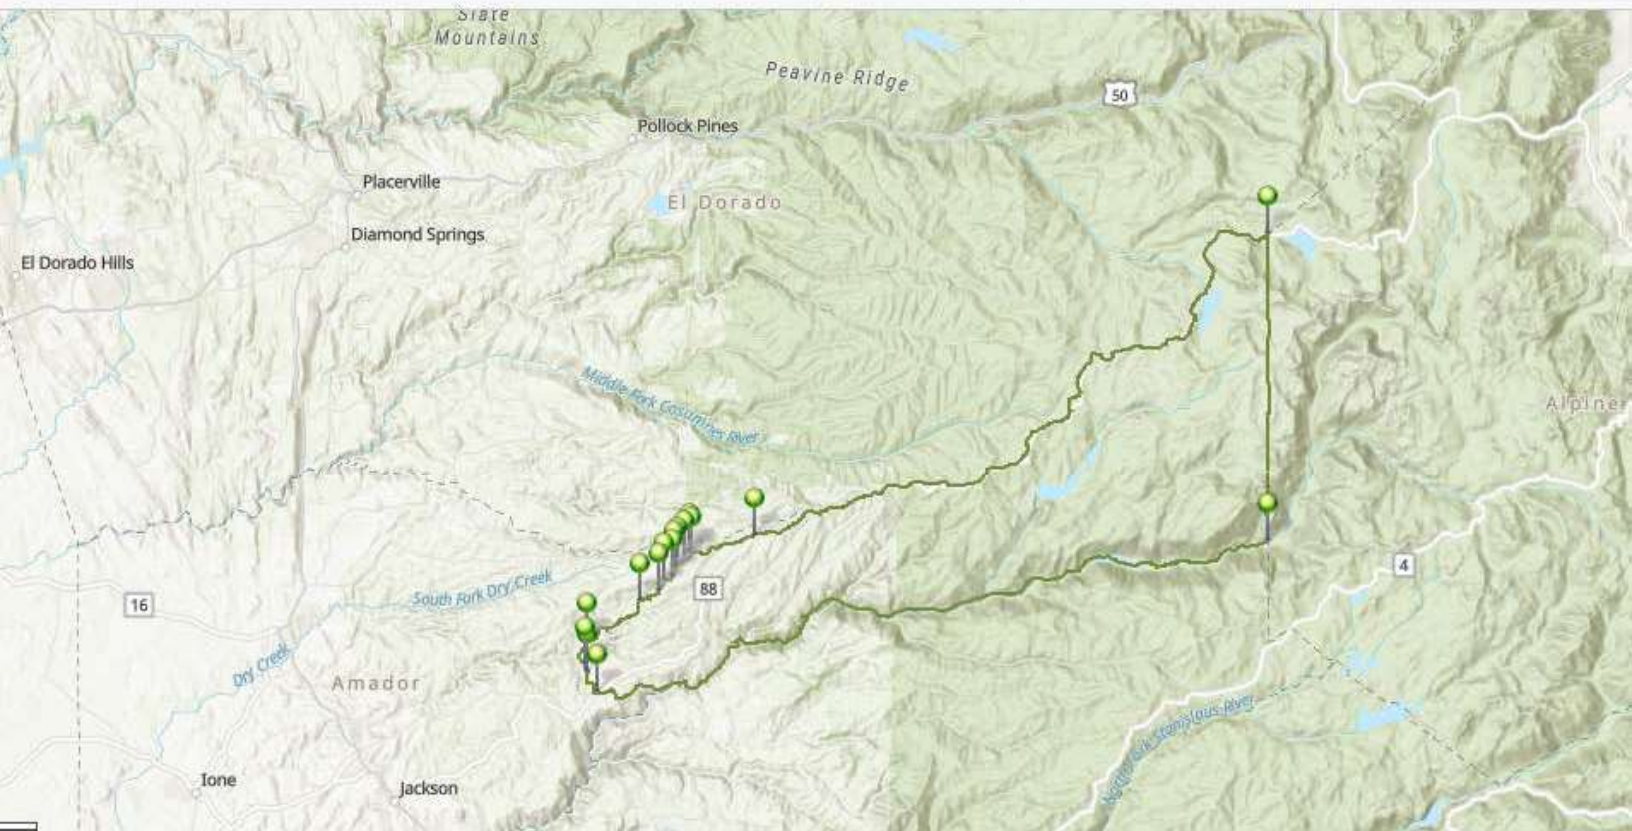 Slate
Mountains
Peavine Ridge
50
Pollock Pines
Placerville
El Dorado
Diamond Springs
El Dorado Hills
Middle Fork Cosumnes River
Alpine
4
South Fork Dry Creek
88
16
Dry Creek
Amador
North Fork Stanislaus River
Ione
Jackson